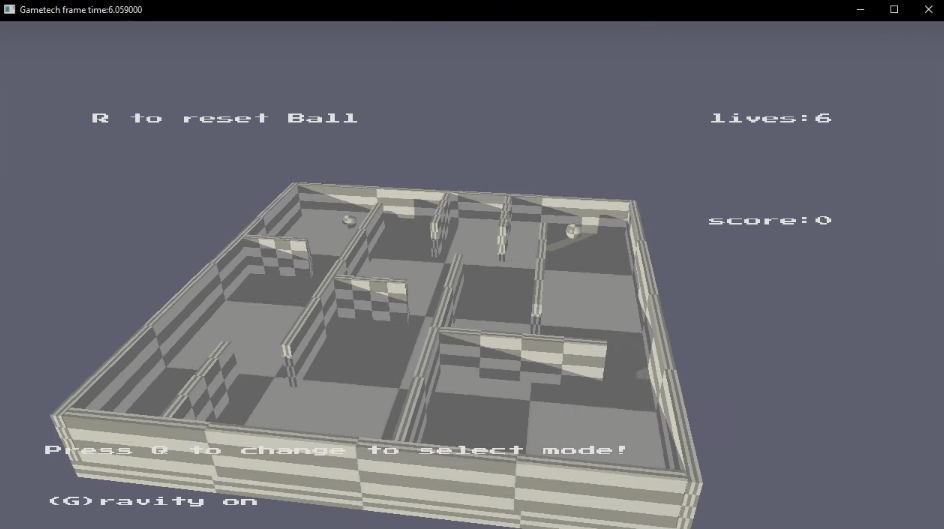 Gametech frame time:6.059000
R to reset Ball
lives:6
score:0
Press Q to change to select mode!
(G)ravity on